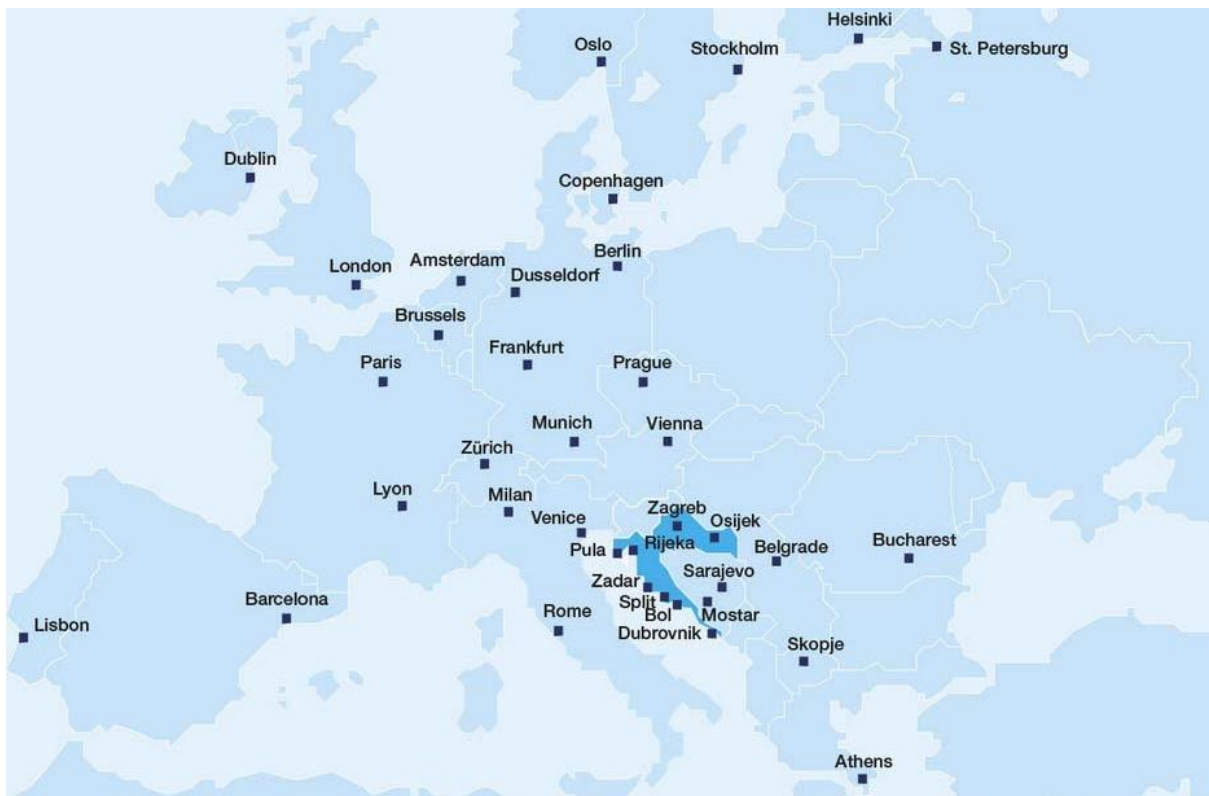 Helsinki
Oslo
Stockholm
St. Petersburg
Dublin
Copenhagen
Berlin
London
Amsterdam
Dusseldorf
Brussels
Frankfurt
Paris
Prague
Munich
Vienna
Zürich
Lyon
Milan
Zagreb
Venice
Osijek
Pula
Rijeka
Belgrade
Bucharest
Zadar
Sarajevo
Barcelona
Split
Rome
Bol
Mostar
Lisbon
Dubrovnik
Skopje
Athens